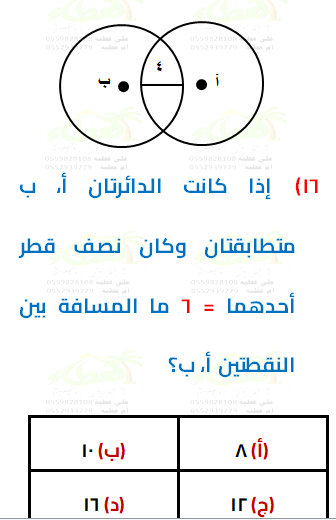 ٤
أ
ب
١٦) إذا كانت الدائرتان أ، ب
متطابقتان وكان نصف قطر
أحدهما = ٦ ما المسافة بين
النقطتين أ، ب؟
(أ) ٨
(ب) ١٠
(ج) ١٢
(د) ١٦